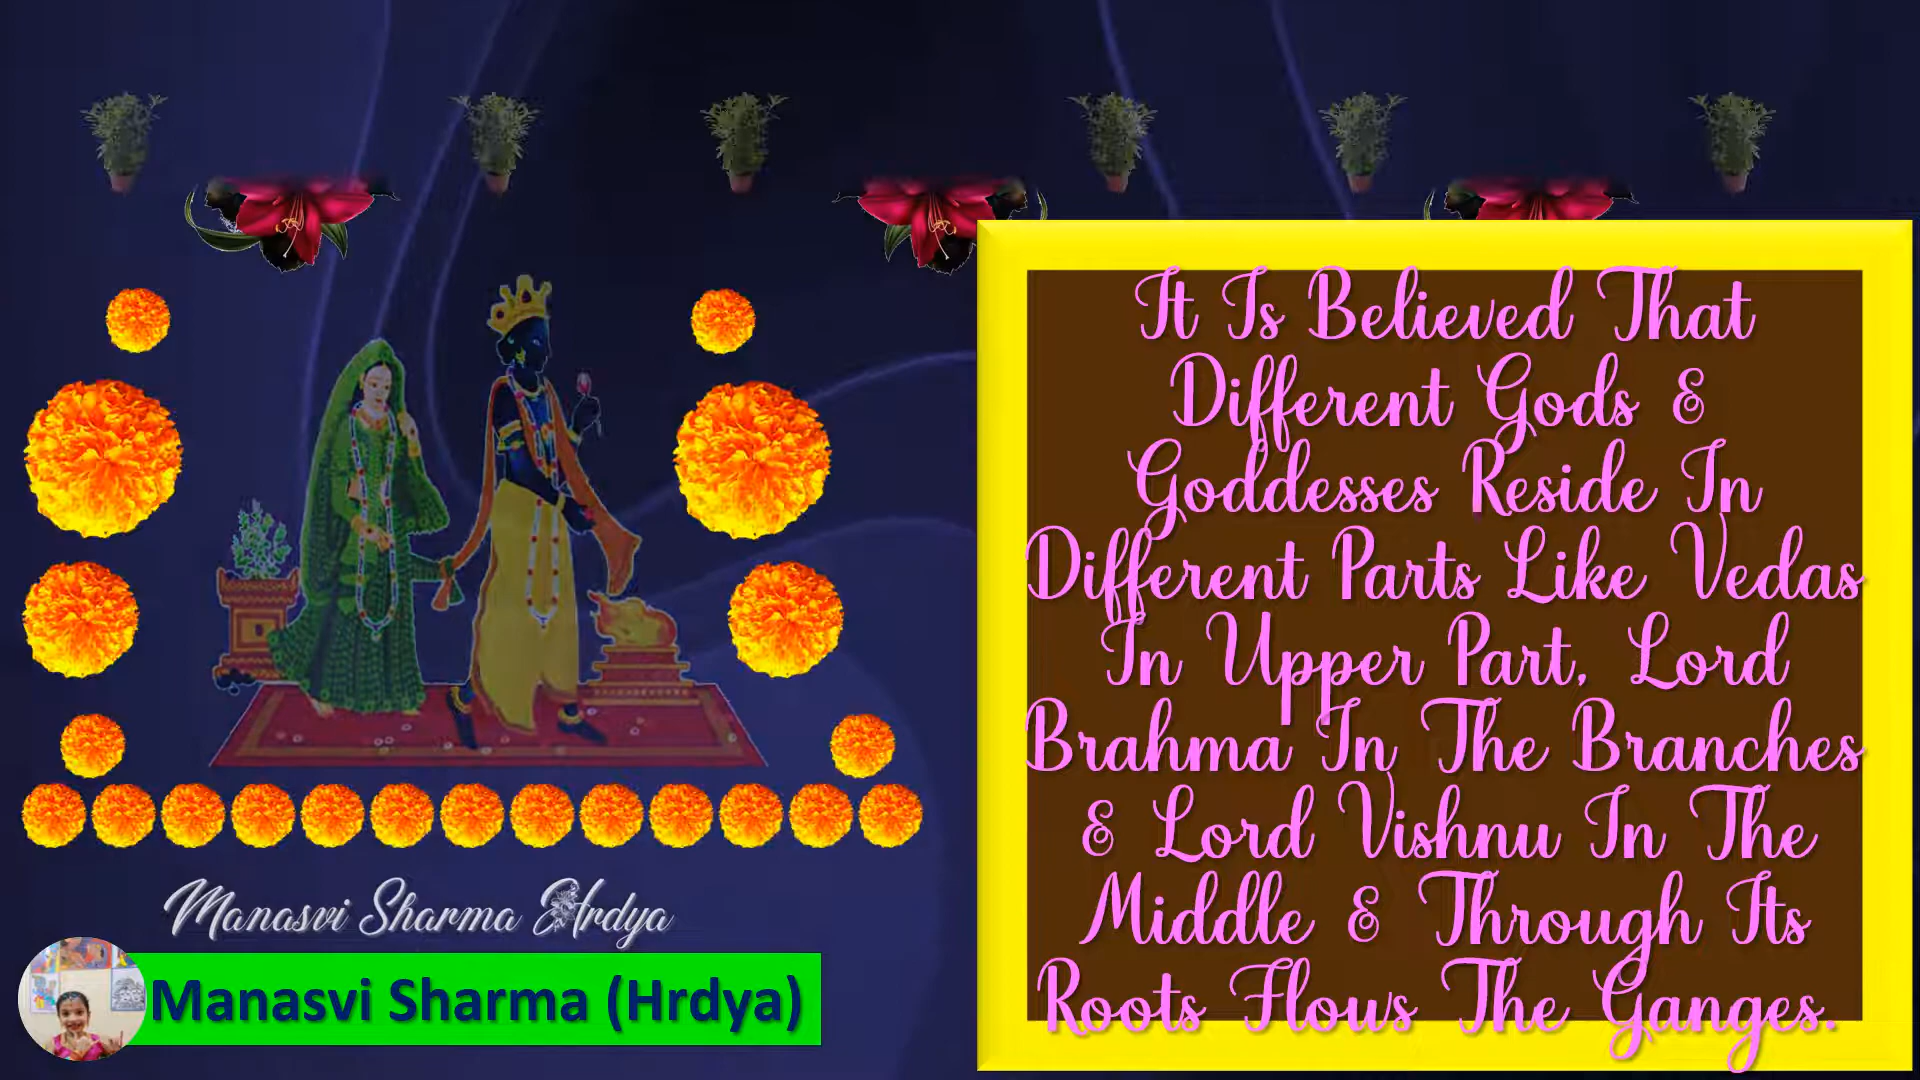 It Is Believed That
Different Gods &
Goddesses Reside In
Different Parts Like Vedas
In Upper Part, Lord
Brahma In The Branches
& Lord Vishnu In The
Middle & Through Its
Roots Flows The Ganges.
Manasvi Sharma Hrdya
Manasvi Sharma (Hrdya)